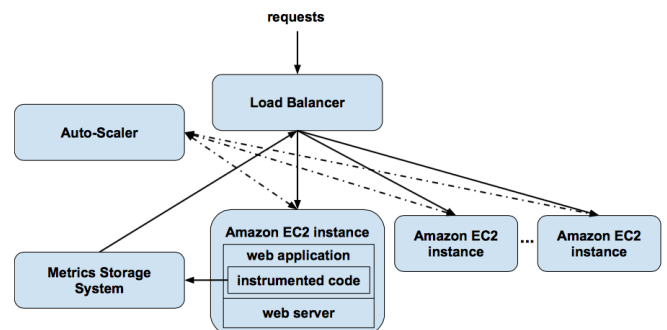 requests
Load Balancer
Auto-Scaler
Amazon EC2 instance
web application
instrumented code
web server
Amazon EC2
instance
...
Amazon EC2
instance
Metrics Storage
System